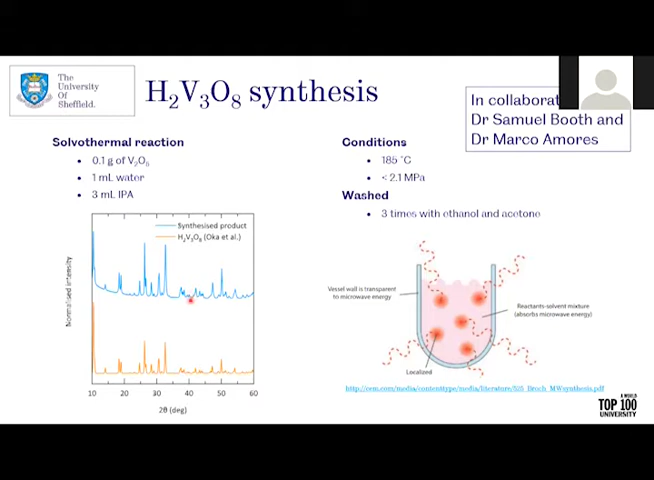 The
University
Of
Sheffield.
H₂V₃O₈ synthesis
In collaborat
Dr Samuel Booth and
Dr Marco Amores
Solvothermal reaction
• 0.1 g of V₂O₅
• 1 mL water
• 3 mL IPA
Conditions
• 185 °C
• < 2.1 MPa
Washed
• 3 times with ethanol and acetone
Synthesised product
H₂V₃O₈ (Oka et al.)
Normalised intensity
10 20 30 40 50 60
2θ (deg)
Vessel wall is transparent
to microwave energy
Reactants-solvent mixture
(absorbs microwave energy)
Localized
A WORLD
TOP 100
UNIVERSITY